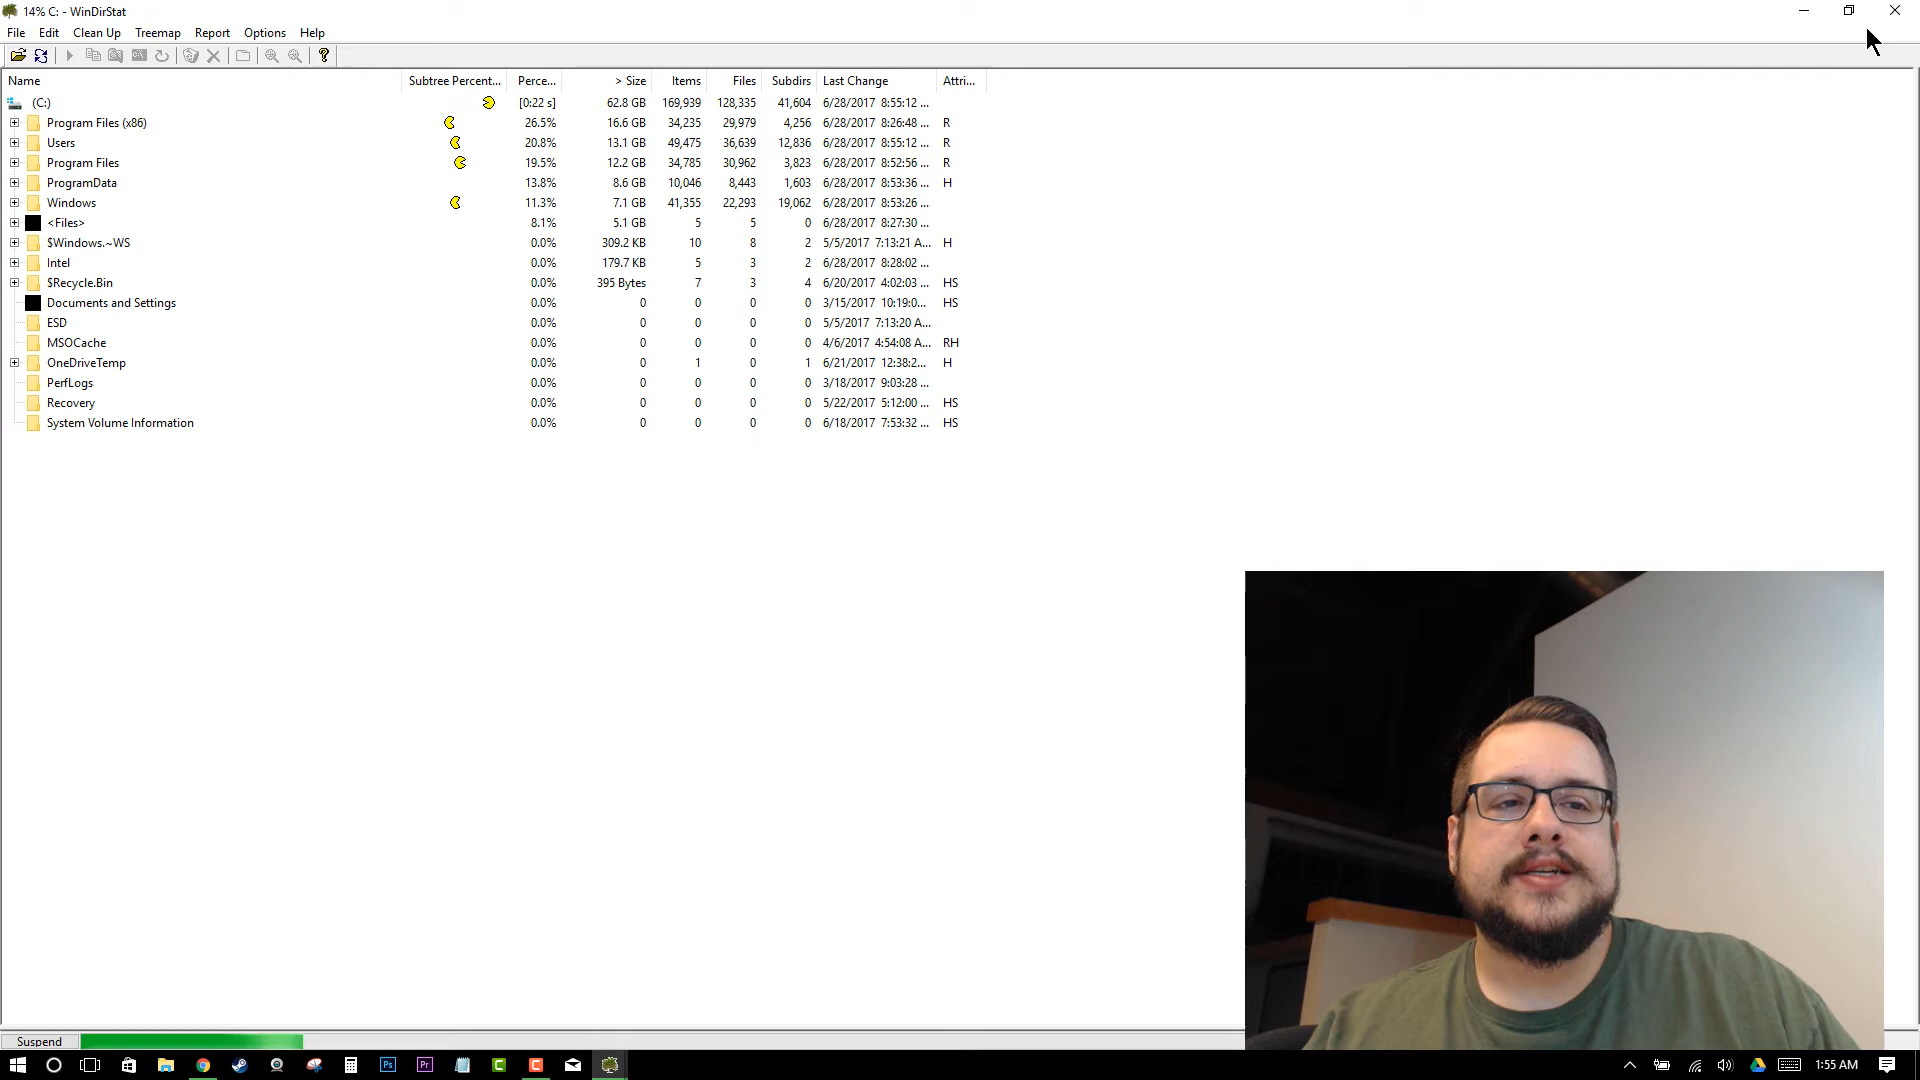 14% C: - WinDirStat
File Edit Clean Up Treemap Report Options Help
Name Subtree Percent... Perce... > Size Items Files Subdirs Last Change Attri...
(C:) [0:22 s] 62.8 GB 169,939 128,335 41,604 6/28/2017 8:55:12 ...
Program Files (x86) 26.5% 16.6 GB 34,235 29,979 4,256 6/28/2017 8:26:48 ... R
Users 20.8% 13.1 GB 49,475 36,639 12,836 6/28/2017 8:55:12 ... R
Program Files 19.5% 12.2 GB 34,785 30,962 3,823 6/28/2017 8:52:56 ... R
ProgramData 13.8% 8.6 GB 10,046 8,443 1,603 6/28/2017 8:53:36 ... H
Windows 11.3% 7.1 GB 41,355 22,293 19,062 6/28/2017 8:53:26 ...
<Files> 8.1% 5.1 GB 5 5 0 6/28/2017 8:27:30 ...
$Windows.~WS 0.0% 309.2 KB 10 8 2 5/5/2017 7:13:21 A... H
Intel 0.0% 179.7 KB 5 3 2 6/28/2017 8:28:02 ...
$Recycle.Bin 0.0% 395 Bytes 7 3 4 6/20/2017 4:02:03 ... HS
Documents and Settings 0.0% 0 0 0 0 3/15/2017 10:19:0... HS
ESD 0.0% 0 0 0 0 5/5/2017 7:13:20 A...
MSOCache 0.0% 0 0 0 0 4/6/2017 4:54:08 A... RH
OneDriveTemp 0.0% 0 1 0 1 6/21/2017 12:38:2... H
PerfLogs 0.0% 0 0 0 0 3/18/2017 9:03:28 ...
Recovery 0.0% 0 0 0 0 5/22/2017 5:12:00 ... HS
System Volume Information 0.0% 0 0 0 0 6/18/2017 7:53:32 ... HS
Suspend
Ps Pr C C 1:55 AM